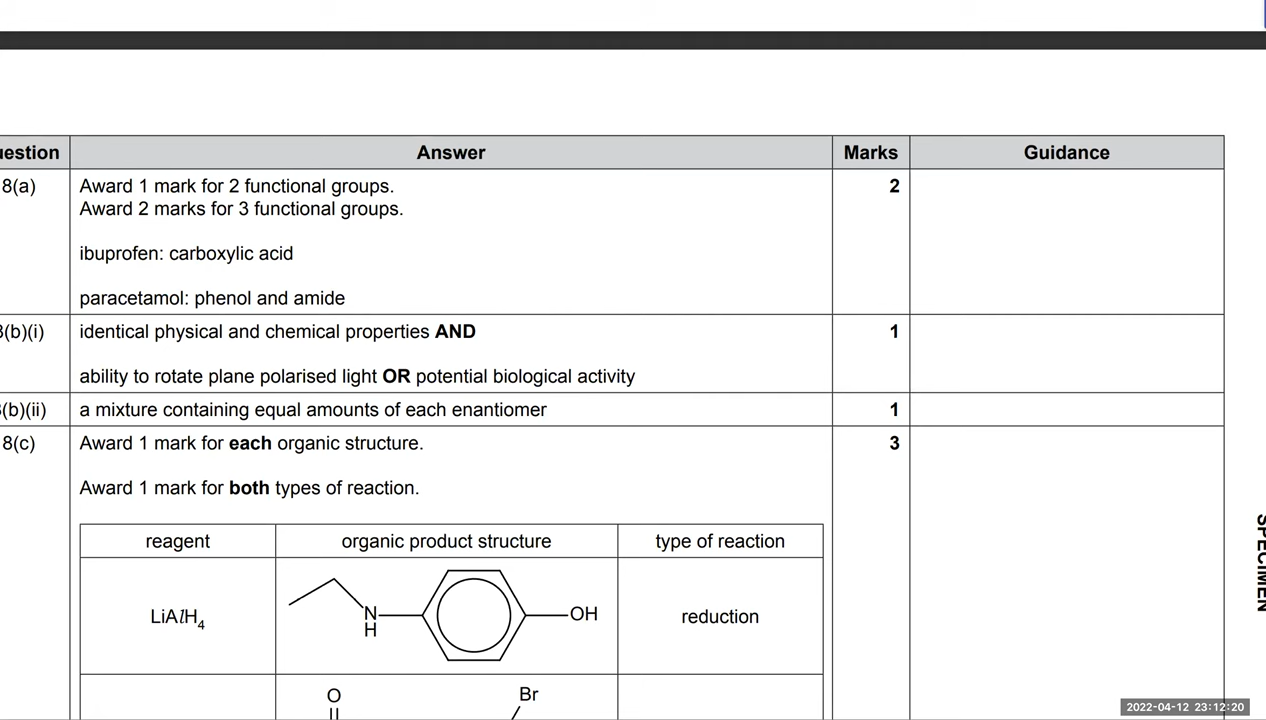 uestion Answer Marks Guidance
8(a) Award 1 mark for 2 functional groups. 2
Award 2 marks for 3 functional groups.
ibuprofen: carboxylic acid
paracetamol: phenol and amide
8(b)(i) identical physical and chemical properties AND 1
ability to rotate plane polarised light OR potential biological activity
(b)(ii) a mixture containing equal amounts of each enantiomer 1
8(c) Award 1 mark for each organic structure. 3
Award 1 mark for both types of reaction.
reagent organic product structure type of reaction
LiAlH4 N H OH reduction
O Br
SPECIMEN
2022-04-12 23:12:20